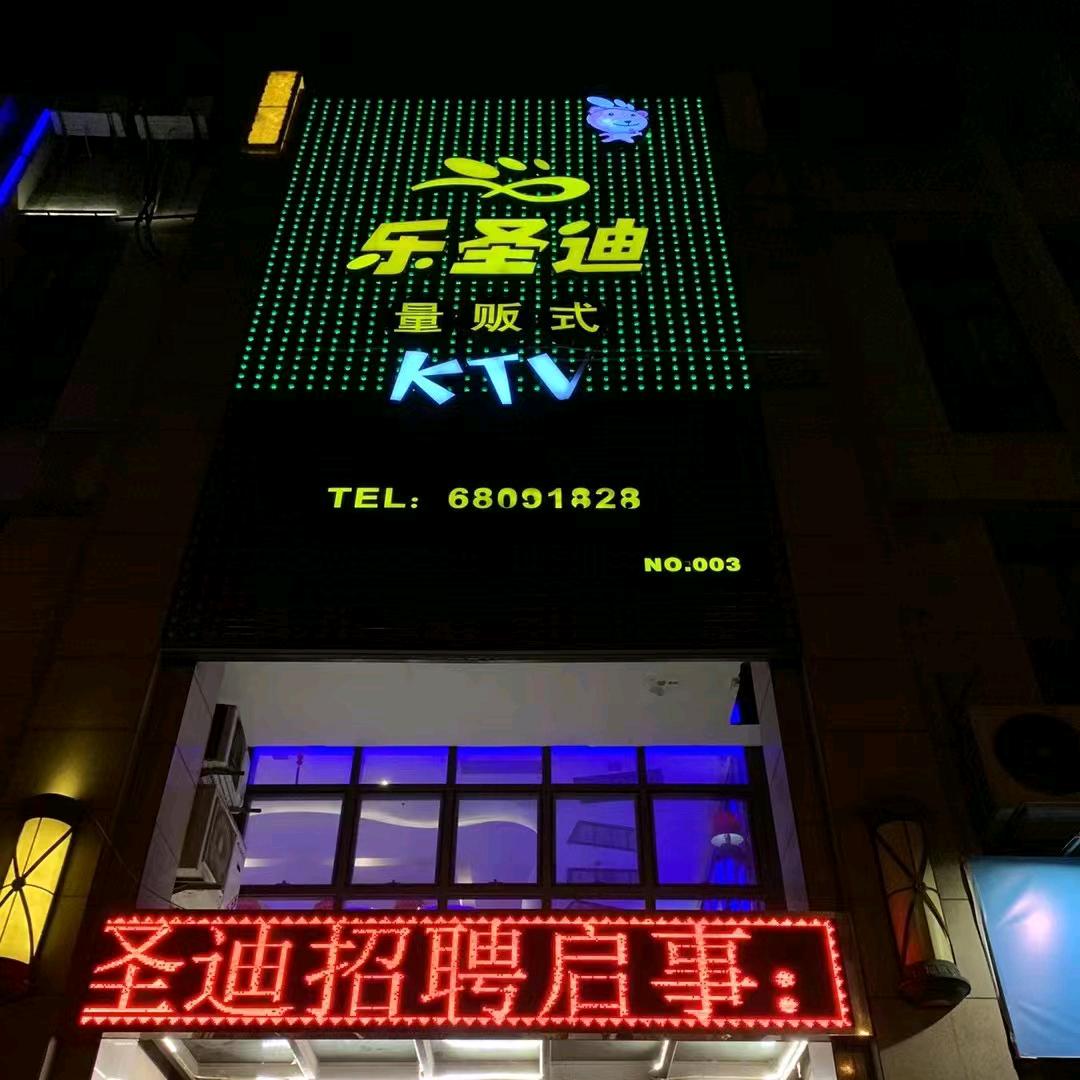 乐圣迪
量贩式
KTV
TEL: 68091828
NO.003
圣迪招聘启事: